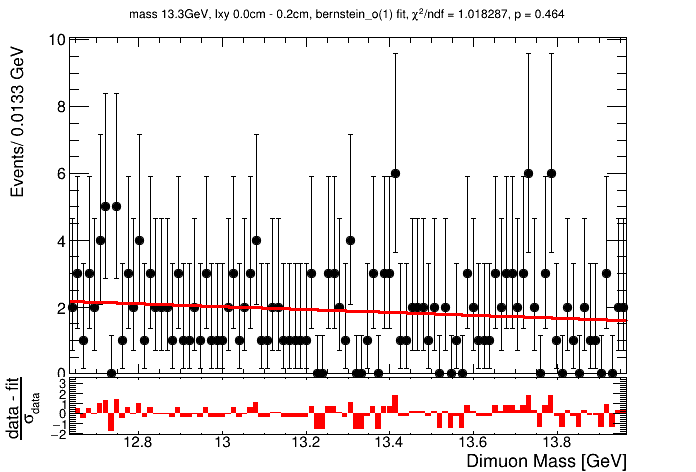 mass 13.3GeV, lxy 0.0cm - 0.2cm, bernstein_o(1) fit, χ²/ndf = 1.018287, p = 0.464
Events/ 0.0133 GeV
10
8
6
4
2
0
data - fit
σdata
3
2
1
0
−1
−2
12.8 13 13.2 13.4 13.6 13.8
Dimuon Mass [GeV]